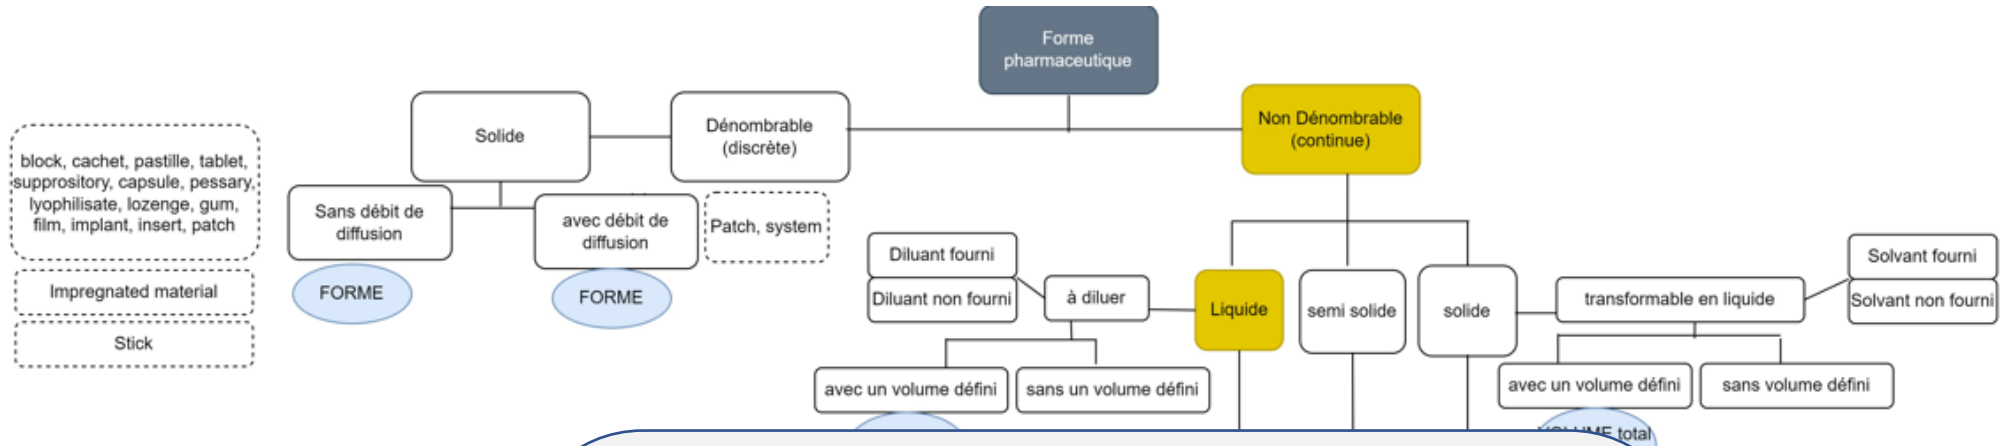 Forme
pharmaceutique
Solide
Dénombrable
(discrète)
Non Dénombrable
(continue)
block, cachet, pastille, tablet,
supprository, capsule, pessary,
lyophilisate, lozenge, gum,
film, implant, insert, patch
Impregnated material
Stick
Sans débit de
diffusion
FORME
avec débit de
diffusion
FORME
Patch, system
Diluant fourni
Diluant non fourni
à diluer
Liquide
semi solide
solide
transformable en liquide
Solvant fourni
Solvant non fourni
avec un volume défini
sans un volume défini
avec un volume défini
sans volume défini
VOLUME total